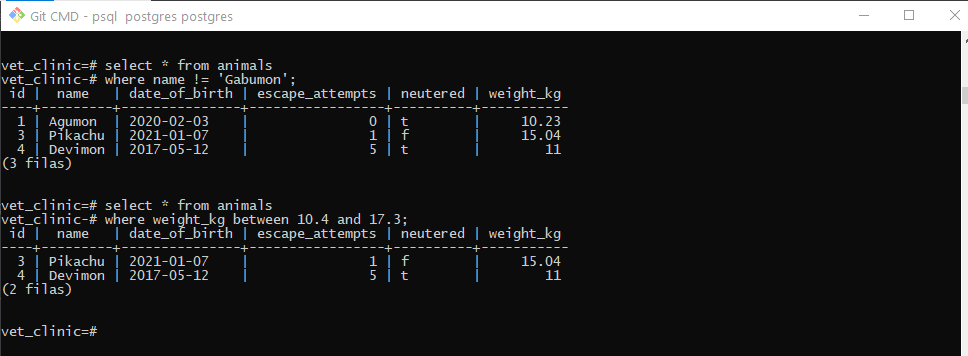 Git CMD - psql  postgres postgres
vet_clinic=# select * from animals
vet_clinic-# where name != 'Gabumon';
 id |  name   | date_of_birth | escape_attempts | neutered | weight_kg
----+---------+---------------+-----------------+----------+-----------
  1 | Agumon  | 2020-02-03    |               0 | t        |     10.23
  3 | Pikachu | 2021-01-07    |               1 | f        |     15.04
  4 | Devimon | 2017-05-12    |               5 | t        |        11
(3 filas)
vet_clinic=# select * from animals
vet_clinic-# where weight_kg between 10.4 and 17.3;
 id |  name   | date_of_birth | escape_attempts | neutered | weight_kg
----+---------+---------------+-----------------+----------+-----------
  3 | Pikachu | 2021-01-07    |               1 | f        |     15.04
  4 | Devimon | 2017-05-12    |               5 | t        |        11
(2 filas)
vet_clinic=#